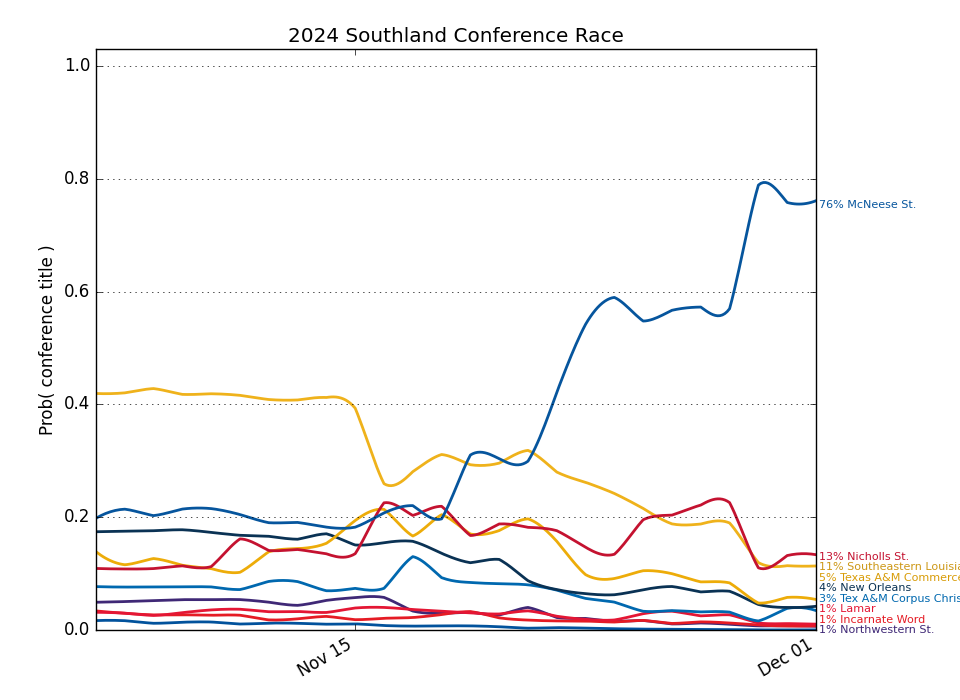 2024 Southland Conference Race
1.0
0.8
0.6
0.4
0.2
0.0
Prob( conference title )
Nov 15
Dec 01
76% McNeese St.
13% Nicholls St.
11% Southeastern Louisia
5% Texas A&M Commerce
4% New Orleans
3% Tex A&M Corpus Chris
1% Lamar
1% Incarnate Word
1% Northwestern St.